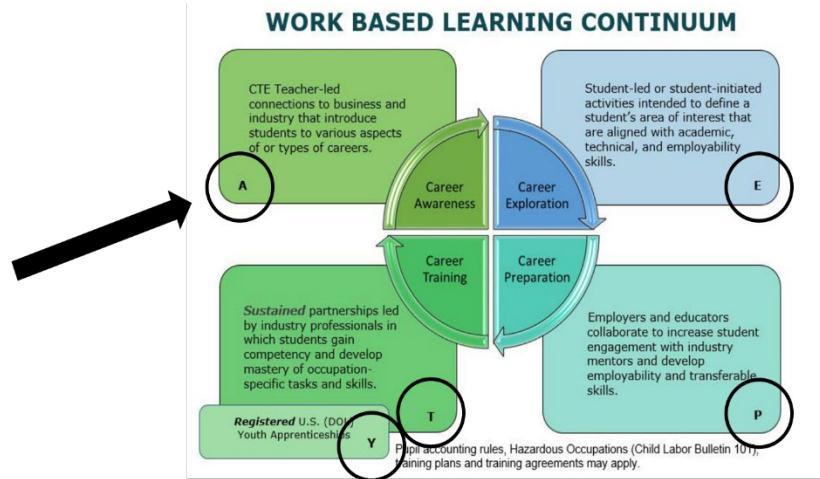 WORK BASED LEARNING CONTINUUM
CTE Teacher-led
connections to business and
industry that introduce
students to various aspects
of or types of careers.
A
Student-led or student-initiated
activities intended to define a
student's area of interest that
are aligned with academic,
technical, and employability
skills.
E
Career
Awareness
Career
Exploration
Career
Training
Career
Preparation
Sustained partnerships led
by industry professionals in
which students gain
competency and develop
mastery of occupation-
specific tasks and skills.
T
Registered U.S. (DOL)
Youth Apprenticeships
Y
Employers and educators
collaborate to increase student
engagement with industry
mentors and develop
employability and transferable
skills.
P
Pupil accounting rules, Hazardous Occupations (Child Labor Bulletin 101),
training plans and training agreements may apply.